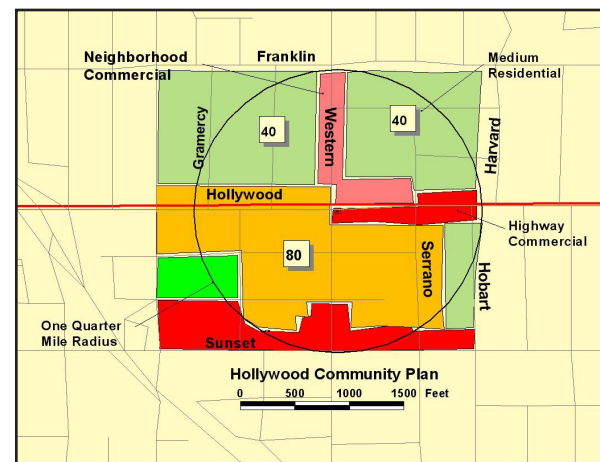 Neighborhood
Commercial
Franklin
Medium
Residential
40
40
Gramercy
Western
Harvard
Hollywood
Highway
Commercial
80
Serrano
Hobart
One Quarter
Mile Radius
Sunset
Hollywood Community Plan
0 500 1000 1500 Feet